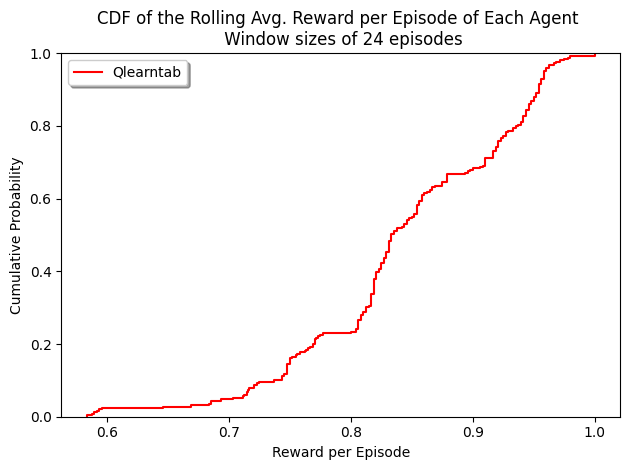 CDF of the Rolling Avg. Reward per Episode of Each Agent
Window sizes of 24 episodes
Qlearntab
1.0
0.8
0.6
0.4
0.2
0.0
Cumulative Probability
0.6 0.7 0.8 0.9 1.0
Reward per Episode